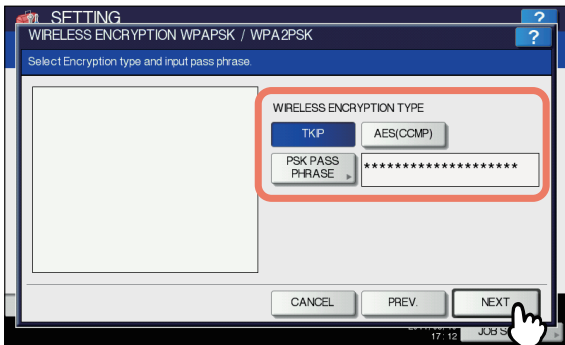 SETTING
?
WIRELESS ENCRYPTION WPAPSK / WPA2PSK
?
Select Encryption type and input pass phrase.
WIRELESS ENCRYPTION TYPE
TKIP
AES(CCMP)
PSK PASS
PHRASE
********************
CANCEL
PREV.
NEXT
17:12
JOB S